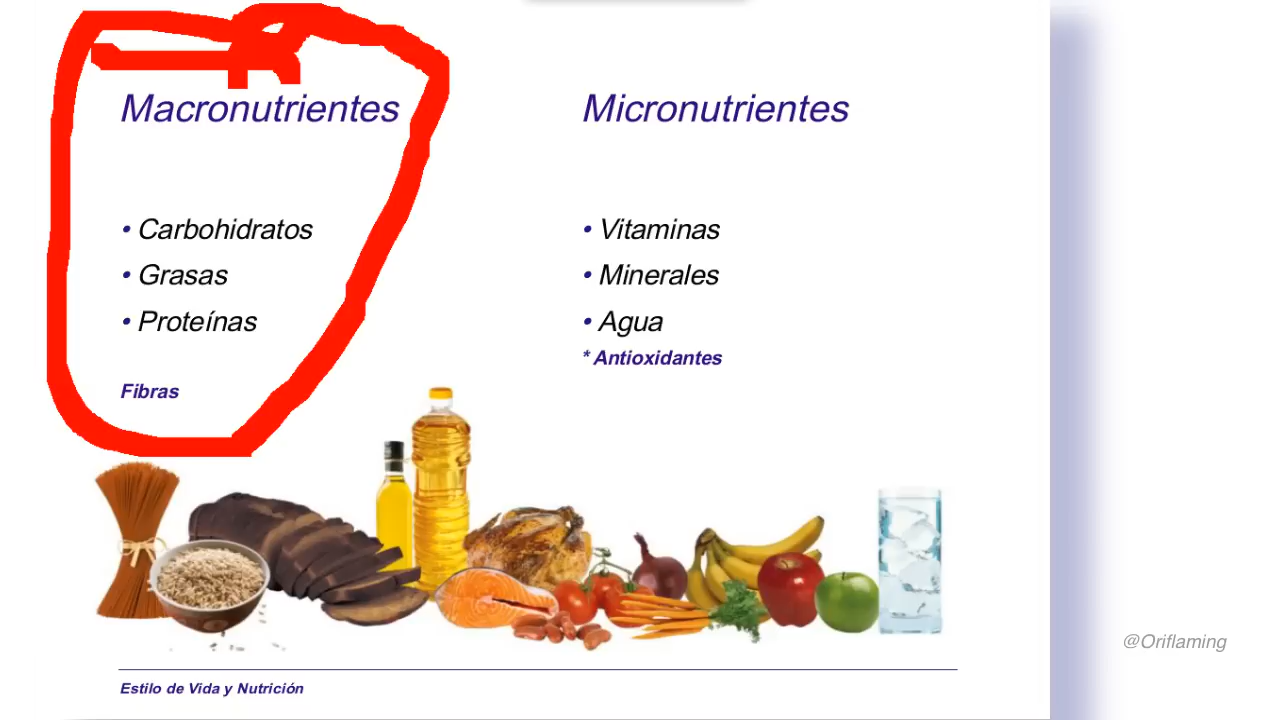 Macronutrientes
• Carbohidratos
• Grasas
• Proteínas
Fibras
Micronutrientes
• Vitaminas
• Minerales
• Agua
* Antioxidantes
@Oriflaming
Estilo de Vida y Nutrición